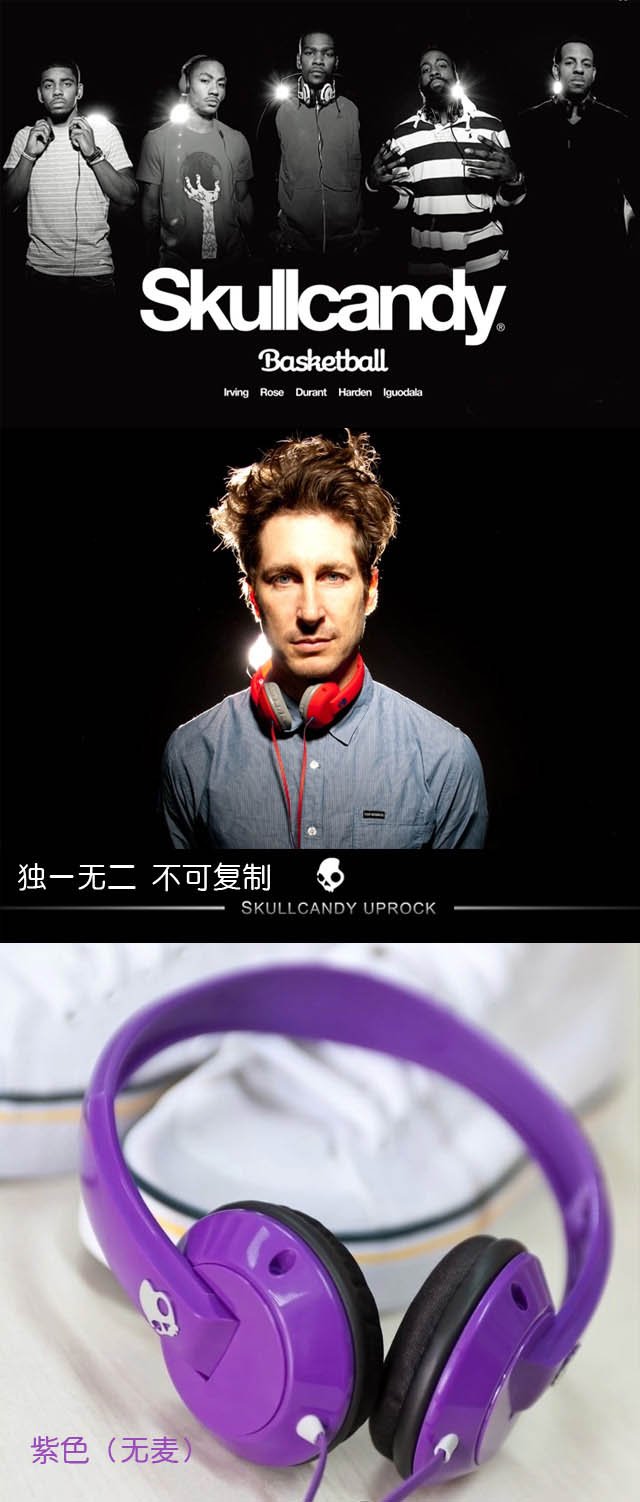 Skullcandy®
Basketball
Irving Rose Durant Harden Iguodala
独一无二 不可复制
SKULLCANDY UPROCK
紫色（无麦）